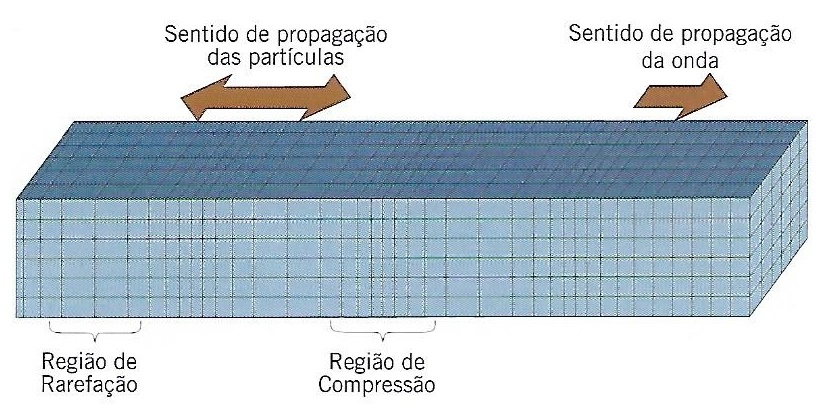 Sentido de propagação
das partículas
Sentido de propagação
da onda
Região de
Rarefação
Região de
Compressão